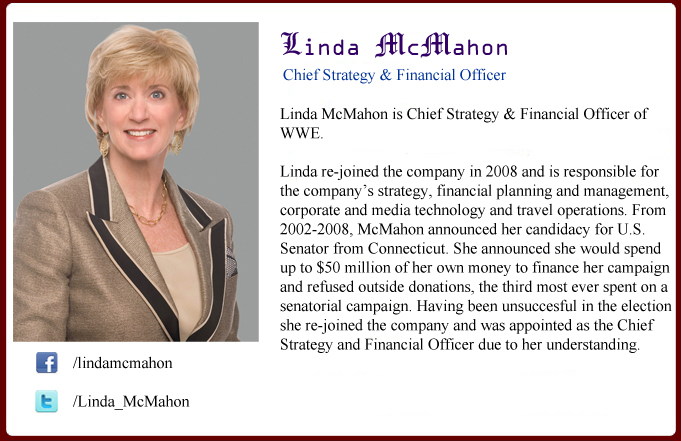 Linda McMahon
Chief Strategy & Financial Officer
Linda McMahon is Chief Strategy & Financial Officer of
WWE.
Linda re-joined the company in 2008 and is responsible for
the company's strategy, financial planning and management,
corporate and media technology and travel operations. From
2002-2008, McMahon announced her candidacy for U.S.
Senator from Connecticut. She announced she would spend
up to $50 million of her own money to finance her campaign
and refused outside donations, the third most ever spent on a
senatorial campaign. Having been unsuccesful in the election
she re-joined the company and was appointed as the Chief
Strategy and Financial Officer due to her understanding.
/lindamcmahon
/Linda_McMahon